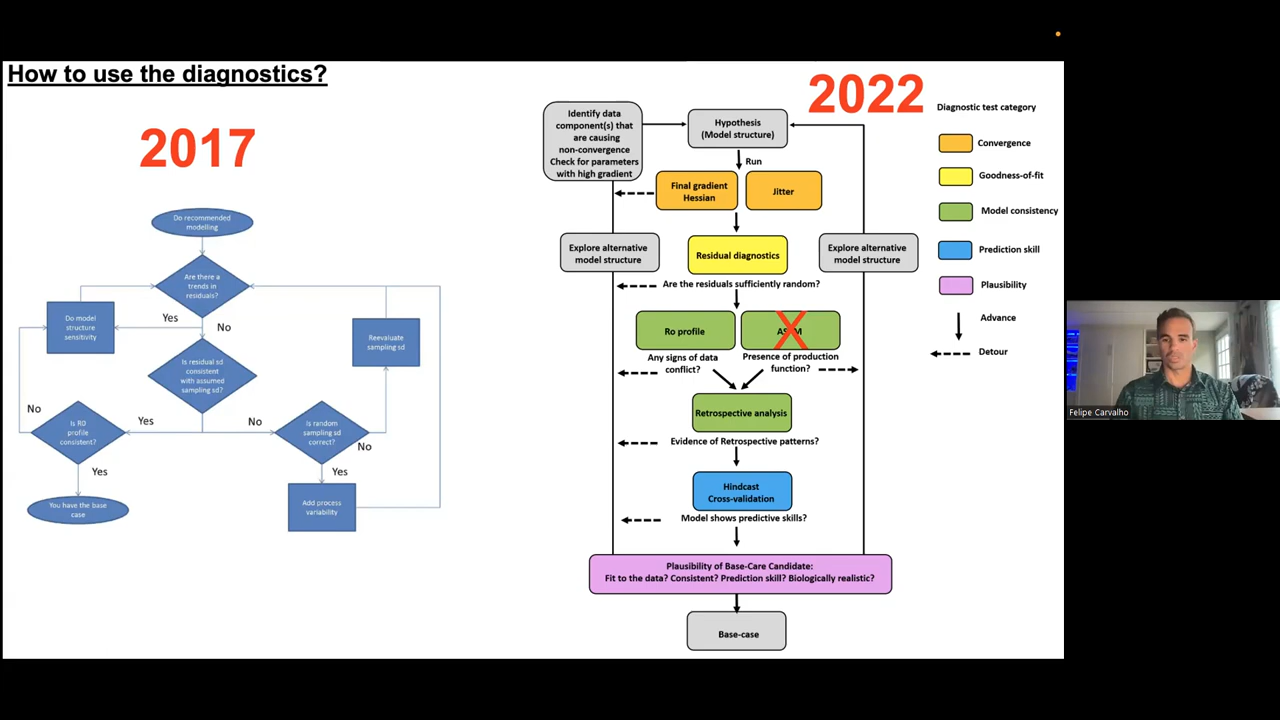 How to use the diagnostics?
2017
Do recommended
modelling
Are there a
trends in
residuals?
Yes
No
Do model
structure
sensitivity
Is residual sd
consistent
with assumed
sampling sd?
Reevaluate
sampling sd
No
Is R0
profile
consistent?
Yes
No
Is random
sampling sd
correct?
No
Yes
Yes
You have the base
case
Add process
variability
2022
Identify data
component(s) that
are causing
non-convergence
Check for parameters
with high gradient
Hypothesis
(Model structure)
Run
Final gradient
Hessian
Jitter
Explore alternative
model structure
Residual diagnostics
Explore alternative
model structure
Are the residuals sufficiently random?
Ro profile
Any signs of data
conflict?
Presence of production
function?
Retrospective analysis
Evidence of Retrospective patterns?
Hindcast
Cross-validation
Model shows predictive skills?
Plausibility of Base-Care Candidate:
Fit to the data? Consistent? Prediction skill? Biologically realistic?
Base-case
Diagnostic test category
Convergence
Goodness-of-fit
Model consistency
Prediction skill
Plausibility
Advance
Detour
Felipe Carvalho